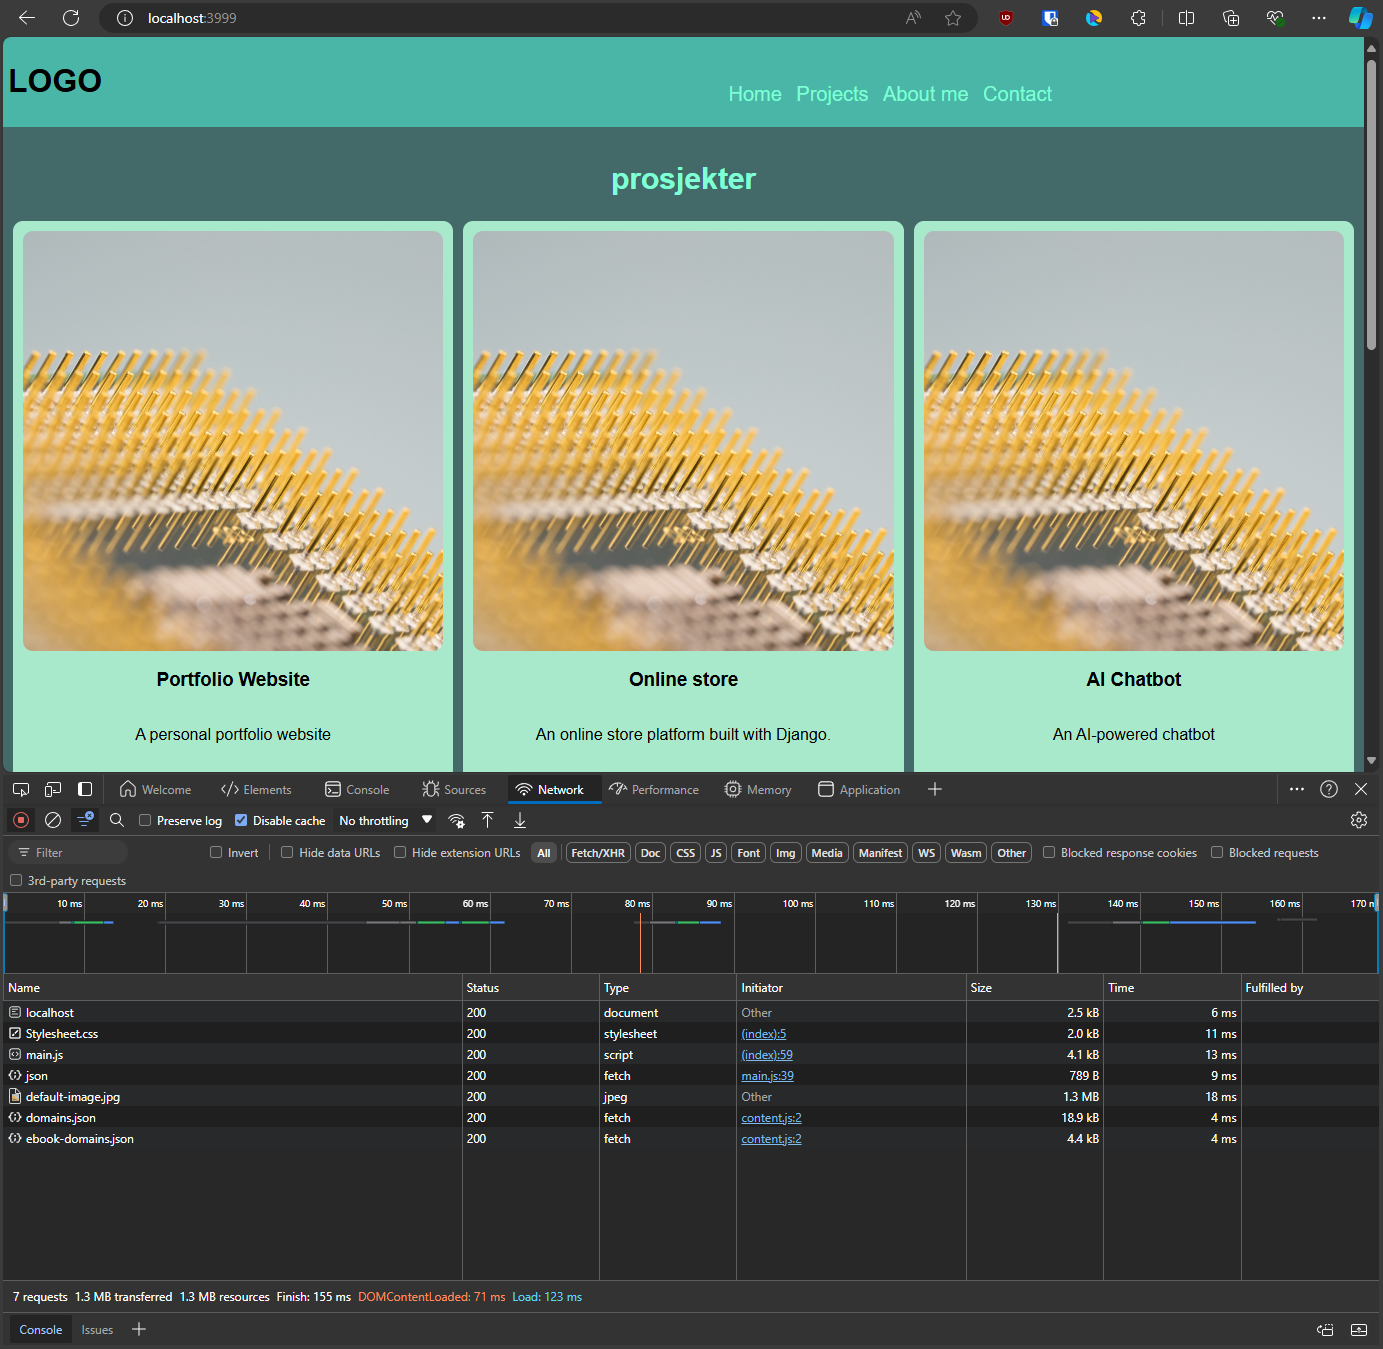 localhost:3999
LOGO
Home Projects About me Contact
prosjekter
Portfolio Website Online store AI Chatbot
A personal portfolio website An online store platform built with Django. An AI-powered chatbot
Welcome Elements Console Sources Network Performance Memory Application
Preserve log Disable cache No throttling
Filter Invert Hide data URLs Hide extension URLs All Fetch/XHR Doc CSS JS Font Img Media Manifest WS Wasm Other Blocked response cookies Blocked requests
3rd-party requests
10 ms 20 ms 30 ms 40 ms 50 ms 60 ms 70 ms 80 ms 90 ms 100 ms 110 ms 120 ms 130 ms 140 ms 150 ms 160 ms 170 m
Name Status Type Initiator Size Time Fulfilled by
localhost 200 document Other 2.5 kB 6 ms
Stylesheet.css 200 stylesheet (index):5 2.0 kB 11 ms
main.js 200 script (index):59 4.1 kB 13 ms
json 200 fetch main.js:39 789 B 9 ms
default-image.jpg 200 jpeg Other 1.3 MB 18 ms
domains.json 200 fetch content.js:2 18.9 kB 4 ms
ebook-domains.json 200 fetch content.js:2 4.4 kB 4 ms
7 requests 1.3 MB transferred 1.3 MB resources Finish: 155 ms DOMContentLoaded: 71 ms Load: 123 ms
Console Issues